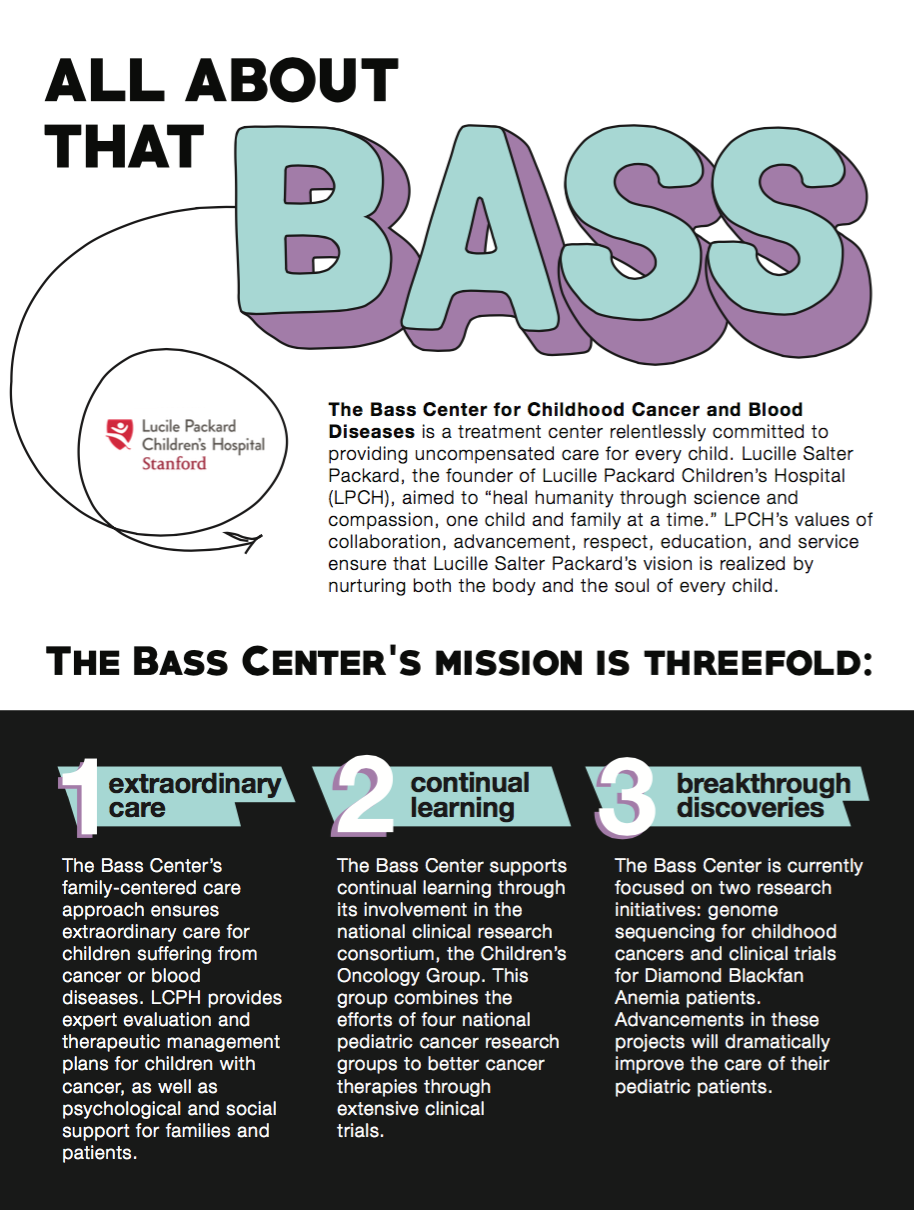 ALL ABOUT
THAT BASS
Lucile Packard
Children's Hospital
Stanford
The Bass Center for Childhood Cancer and Blood
Diseases is a treatment center relentlessly committed to
providing uncompensated care for every child. Lucille Salter
Packard, the founder of Lucille Packard Children's Hospital
(LPCH), aimed to “heal humanity through science and
compassion, one child and family at a time.” LPCH's values of
collaboration, advancement, respect, education, and service
ensure that Lucille Salter Packard's vision is realized by
nurturing both the body and the soul of every child.
THE BASS CENTER'S MISSION IS THREEFOLD:
1 extraordinary
care
The Bass Center's
family-centered care
approach ensures
extraordinary care for
children suffering from
cancer or blood
diseases. LCPH provides
expert evaluation and
therapeutic management
plans for children with
cancer, as well as
psychological and social
support for families and
patients.
2 continual
learning
The Bass Center supports
continual learning through
its involvement in the
national clinical research
consortium, the Children's
Oncology Group. This
group combines the
efforts of four national
pediatric cancer research
groups to better cancer
therapies through
extensive clinical
trials.
3 breakthrough
discoveries
The Bass Center is currently
focused on two research
initiatives: genome
sequencing for childhood
cancers and clinical trials
for Diamond Blackfan
Anemia patients.
Advancements in these
projects will dramatically
improve the care of their
pediatric patients.